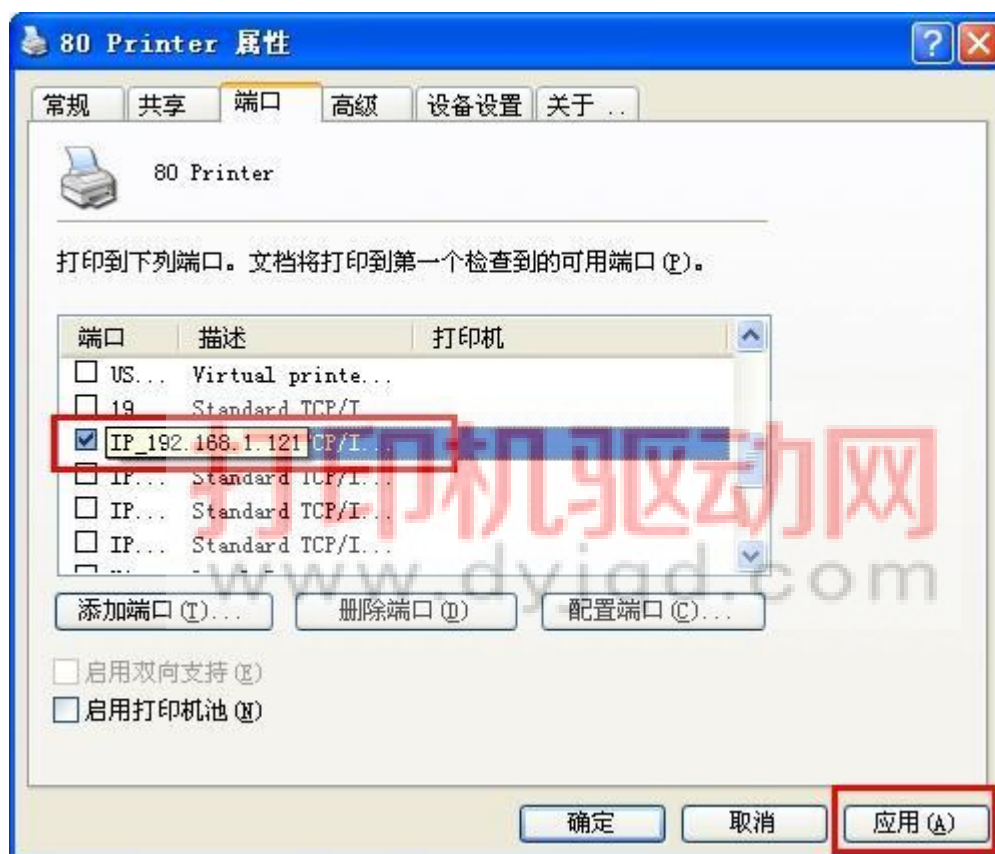 80 Printer 属性
常规 共享 端口 高级 设备设置 关于 ..
80 Printer
打印到下列端口。文档将打印到第一个检查到的可用端口(P)。
端口 描述 打印机
US... Virtual printe...
19... Standard TCP/I...
IP_192.168.1.121 TCP/I...
IP... Standard TCP/I...
IP... Standard TCP/I...
IP... Standard TCP/I...
打印机驱动网
www.dyjqd.com
添加端口(T)... 删除端口(D) 配置端口(C)...
启用双向支持(E)
启用打印机池(N)
确定 取消 应用(A)